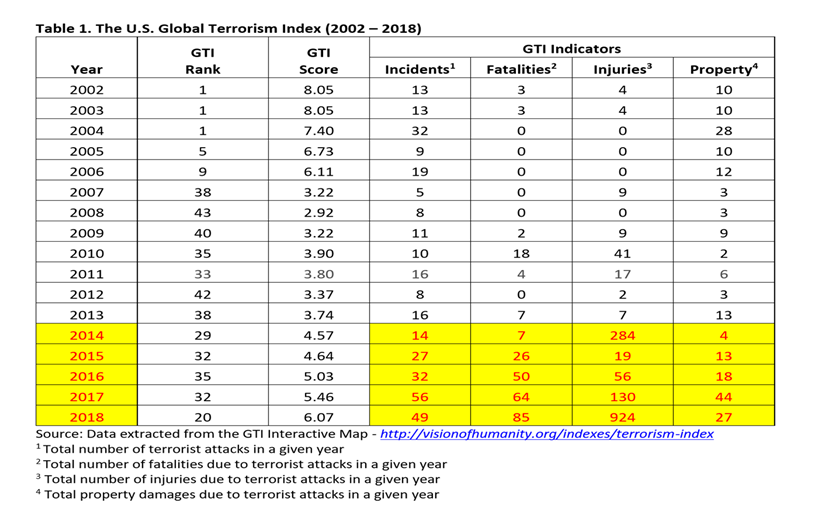 Table 1. The U.S. Global Terrorism Index (2002 – 2018)
GTI GTI GTI Indicators
Year Rank Score Incidents¹ Fatalities² Injuries³ Property⁴
2002 1 8.05 13 3 4 10
2003 1 8.05 13 3 4 10
2004 1 7.40 32 0 0 28
2005 5 6.73 9 0 0 10
2006 9 6.11 19 0 0 12
2007 38 3.22 5 0 9 3
2008 43 2.92 8 0 0 3
2009 40 3.22 11 2 9 9
2010 35 3.90 10 18 41 2
2011 33 3.80 16 4 17 6
2012 42 3.37 8 0 2 3
2013 38 3.74 16 7 7 13
2014 29 4.57 14 7 284 4
2015 32 4.64 27 26 19 13
2016 35 5.03 32 50 56 18
2017 32 5.46 56 64 130 44
2018 20 6.07 49 85 924 27
Source: Data extracted from the GTI Interactive Map - http://visionofhumanity.org/indexes/terrorism-index
¹ Total number of terrorist attacks in a given year
² Total number of fatalities due to terrorist attacks in a given year
³ Total number of injuries due to terrorist attacks in a given year
⁴ Total property damages due to terrorist attacks in a given year